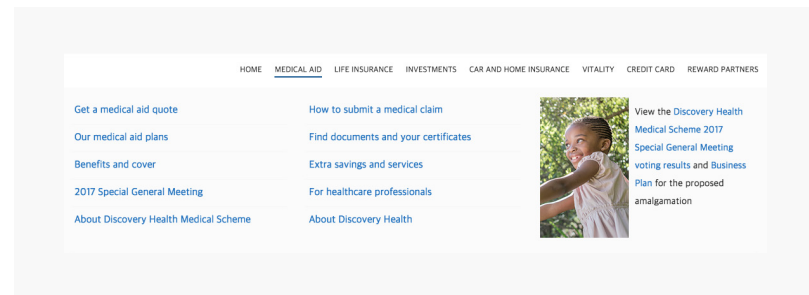 HOME MEDICAL AID LIFE INSURANCE INVESTMENTS CAR AND HOME INSURANCE VITALITY CREDIT CARD REWARD PARTNERS
Get a medical aid quote
Our medical aid plans
Benefits and cover
2017 Special General Meeting
About Discovery Health Medical Scheme
How to submit a medical claim
Find documents and your certificates
Extra savings and services
For healthcare professionals
About Discovery Health
View the Discovery Health
Medical Scheme 2017
Special General Meeting
voting results and Business
Plan for the proposed
amalgamation